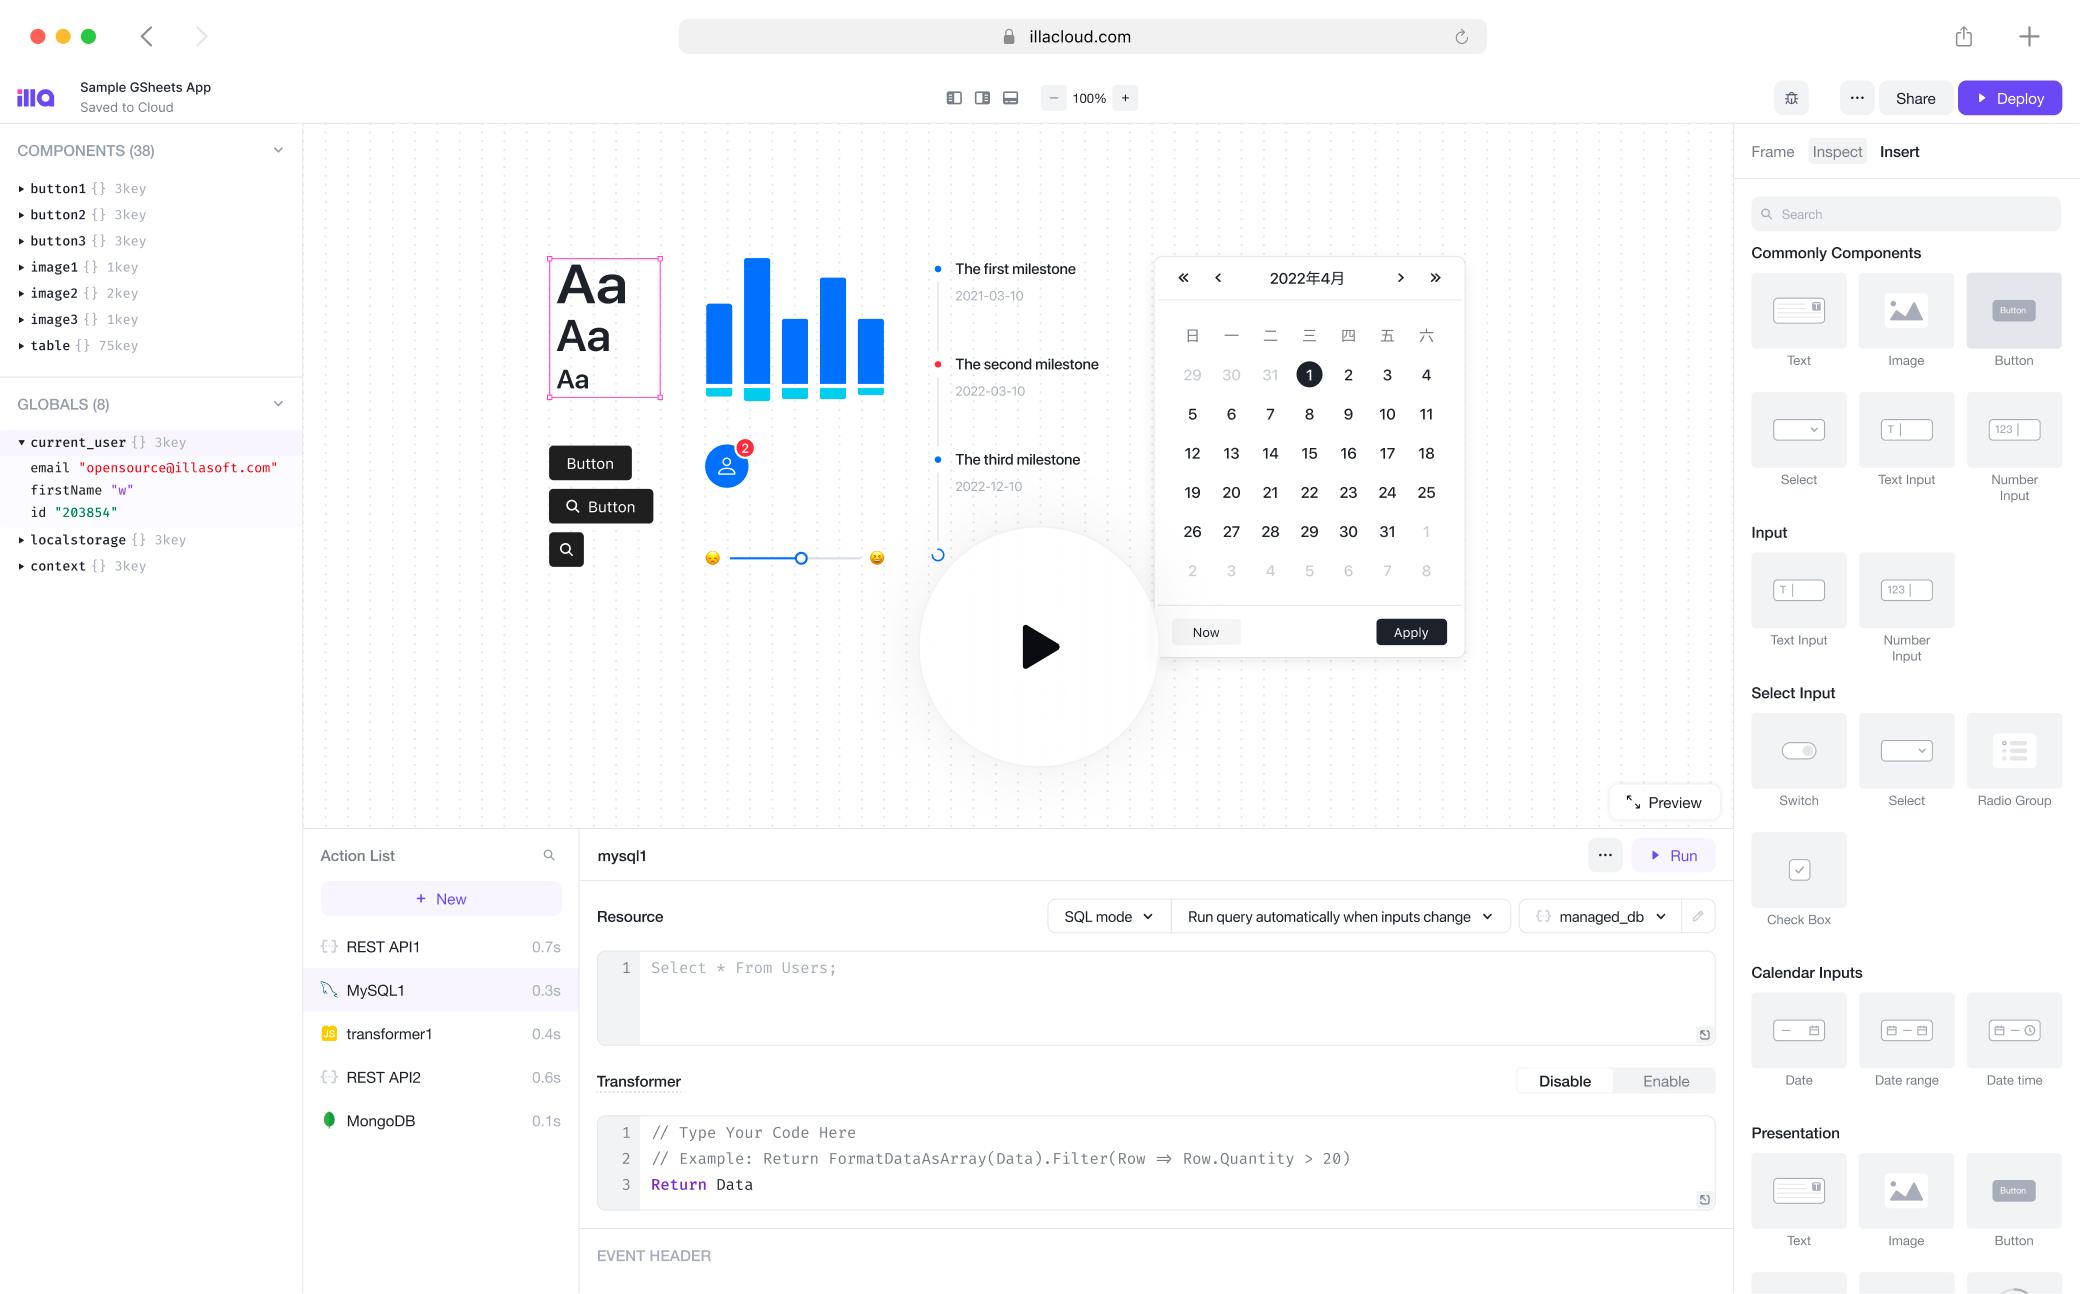 illacloud.com
illa
Sample GSheets App
Saved to Cloud
100%
Share
Deploy
COMPONENTS (38)
button1 {} 3key
button2 {} 3key
button3 {} 3key
image1 {} 1key
image2 {} 2key
image3 {} 1key
table {} 75key
GLOBALS (8)
current_user {} 3key
email "opensource@illasoft.com"
firstName "w"
id "203854"
localstorage {} 3key
context {} 3key
Aa
Aa
Aa
Button
Button
2
The first milestone
2021-03-10
The second milestone
2022-03-10
The third milestone
2022-12-10
2022年4月
日 一 二 三 四 五 六
29 30 31 1 2 3 4
5 6 7 8 9 10 11
12 13 14 15 16 17 18
19 20 21 22 23 24 25
26 27 28 29 30 31 1
2 3 4 5 6 7 8
Now
Apply
Preview
Action List
+ New
REST API1 0.7s
MySQL1 0.3s
JS transformer1 0.4s
REST API2 0.6s
MongoDB 0.1s
mysql1
Run
Resource
SQL mode
Run query automatically when inputs change
{} managed_db
1 Select * From Users;
Transformer
Disable
Enable
1 // Type Your Code Here
2 // Example: Return FormatDataAsArray(Data).Filter(Row => Row.Quantity > 20)
3 Return Data
EVENT HEADER
Frame Inspect Insert
Search
Commonly Components
T
Button
Text Image Button
T 123
Select Text Input Number
Input
Input
T 123
Text Input Number
Input
Select Input
Switch Select Radio Group
Check Box
Calendar Inputs
Date Date range Date time
Presentation
T
Button
Text Image Button